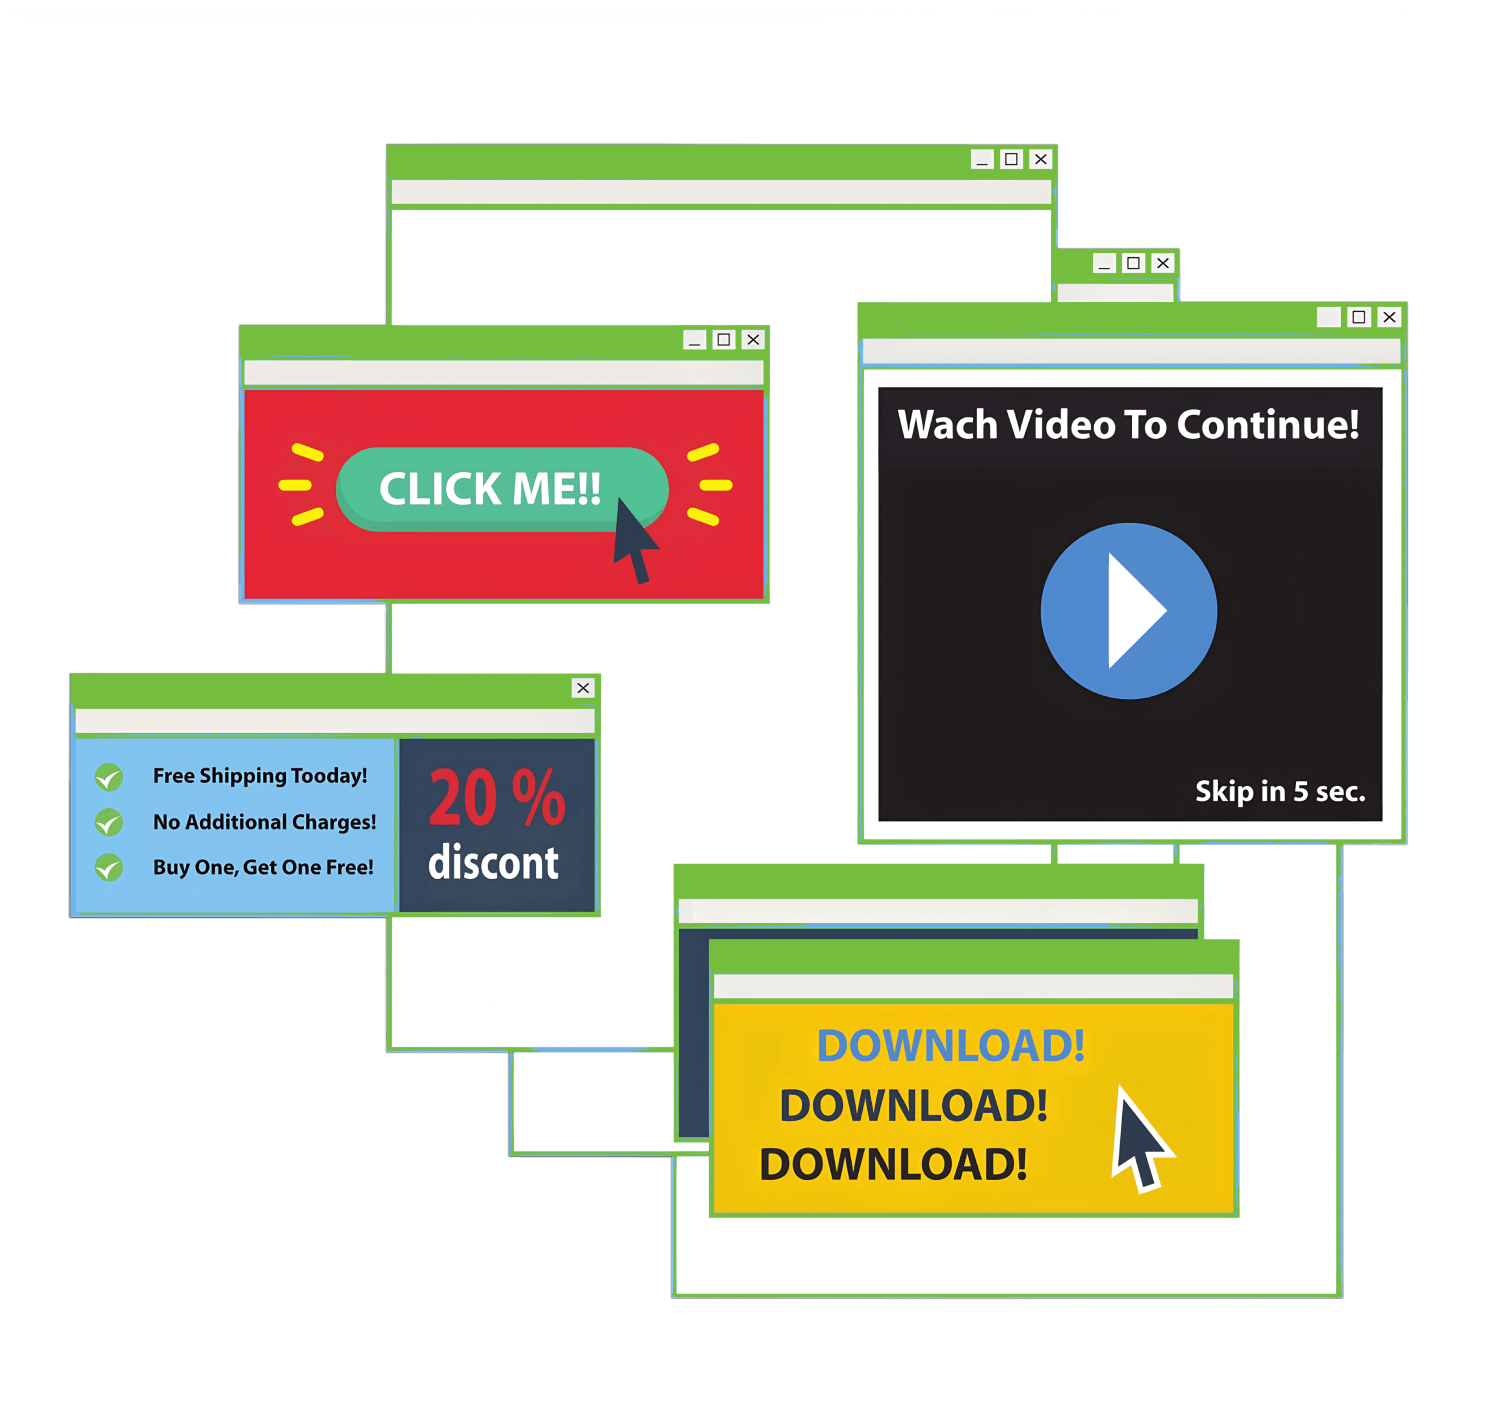 CLICK ME!!
Wach Video To Continue!
Skip in 5 sec.
Free Shipping Tooday!
No Additional Charges!
Buy One, Get One Free!
20 %
discont
DOWNLOAD!
DOWNLOAD!
DOWNLOAD!